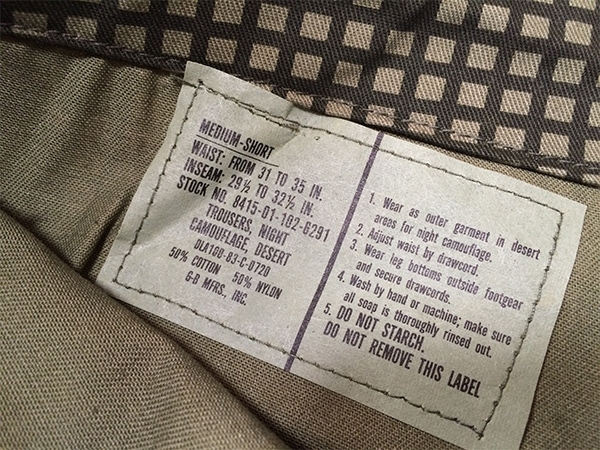 MEDIUM-SHORT
WAIST: FROM 31 TO 35 IN.
INSEAM: 29½ TO 32½ IN.
STOCK NO. 8415-01-102-6291
TROUSERS, NIGHT
CAMOUFLAGE, DESERT
DLA100-83-C-0720
50% COTTON 50% NYLON
G-D MFRS., INC.
1. Wear as outer garment in desert
areas for night camouflage.
2. Adjust waist by drawcord.
3. Wear leg bottoms outside footgear
and secure drawcords.
4. Wash by hand or machine; make sure
all soap is thoroughly rinsed out.
5. DO NOT STARCH.
DO NOT REMOVE THIS LABEL